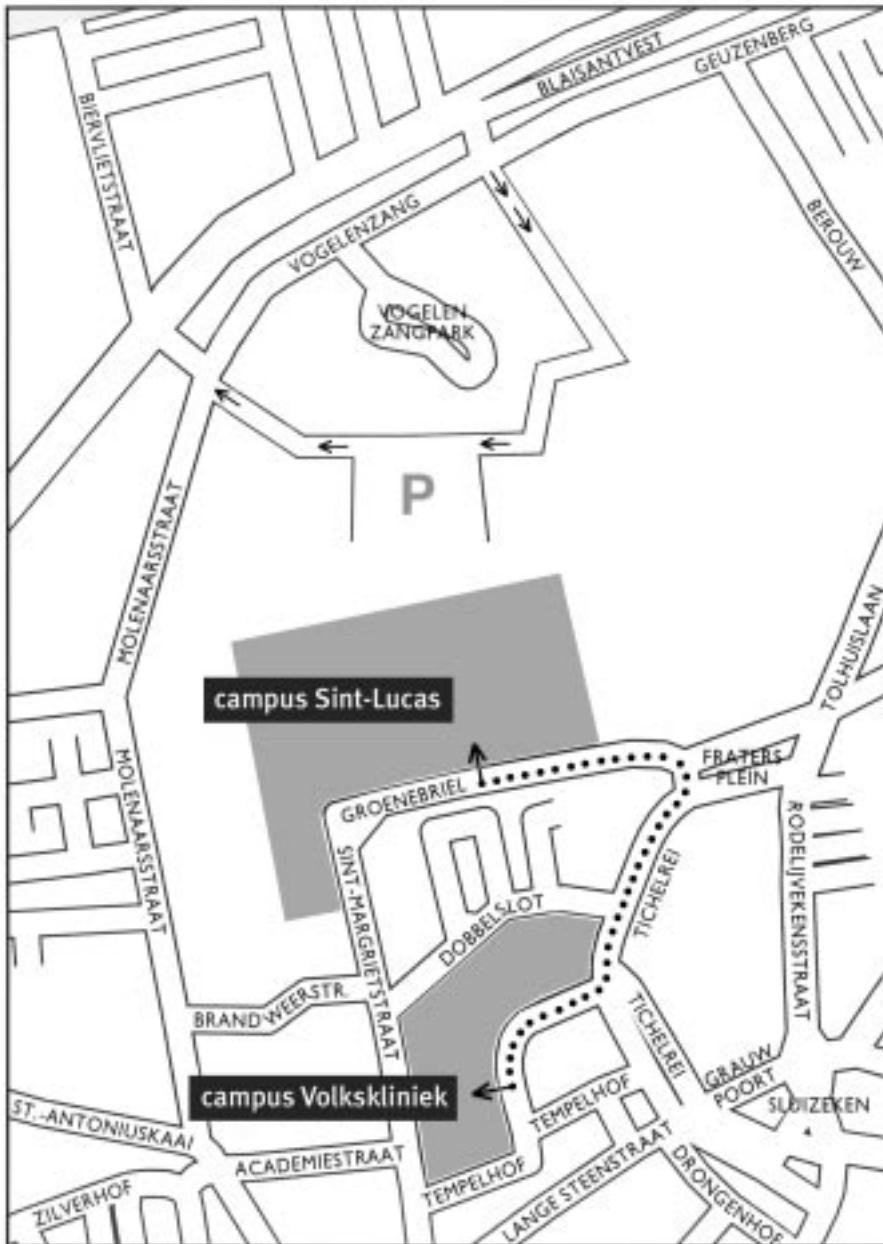 BLAISANTVEST
GEUZENBERG
BIERVLIETSTRAAT
BEROUW
VOGELENZANG
VOGELEN
ZANGPARK
P
MOLENAARSSTRAAT
TOLHUISLAAN
campus Sint-Lucas
FRATERS
PLEIN
GROENEBRIEL
MOLENAARSSTRAAT
SINT-MARGRIETSTRAAT
DOBBELSLOT
TICHELREI
RODELIJVEKENSSTRAAT
BRANDWEERSTR.
TICHELREI
GRAUW
POORT
SLUIZEKEN
campus Volkskliniek
ST.-ANTONIUSKAAI
TEMPELHOF
ACADEMIESTRAAT
TEMPELHOF
LANGE STEENSTRAAT
DRONGENHOF
ZILVERHOF